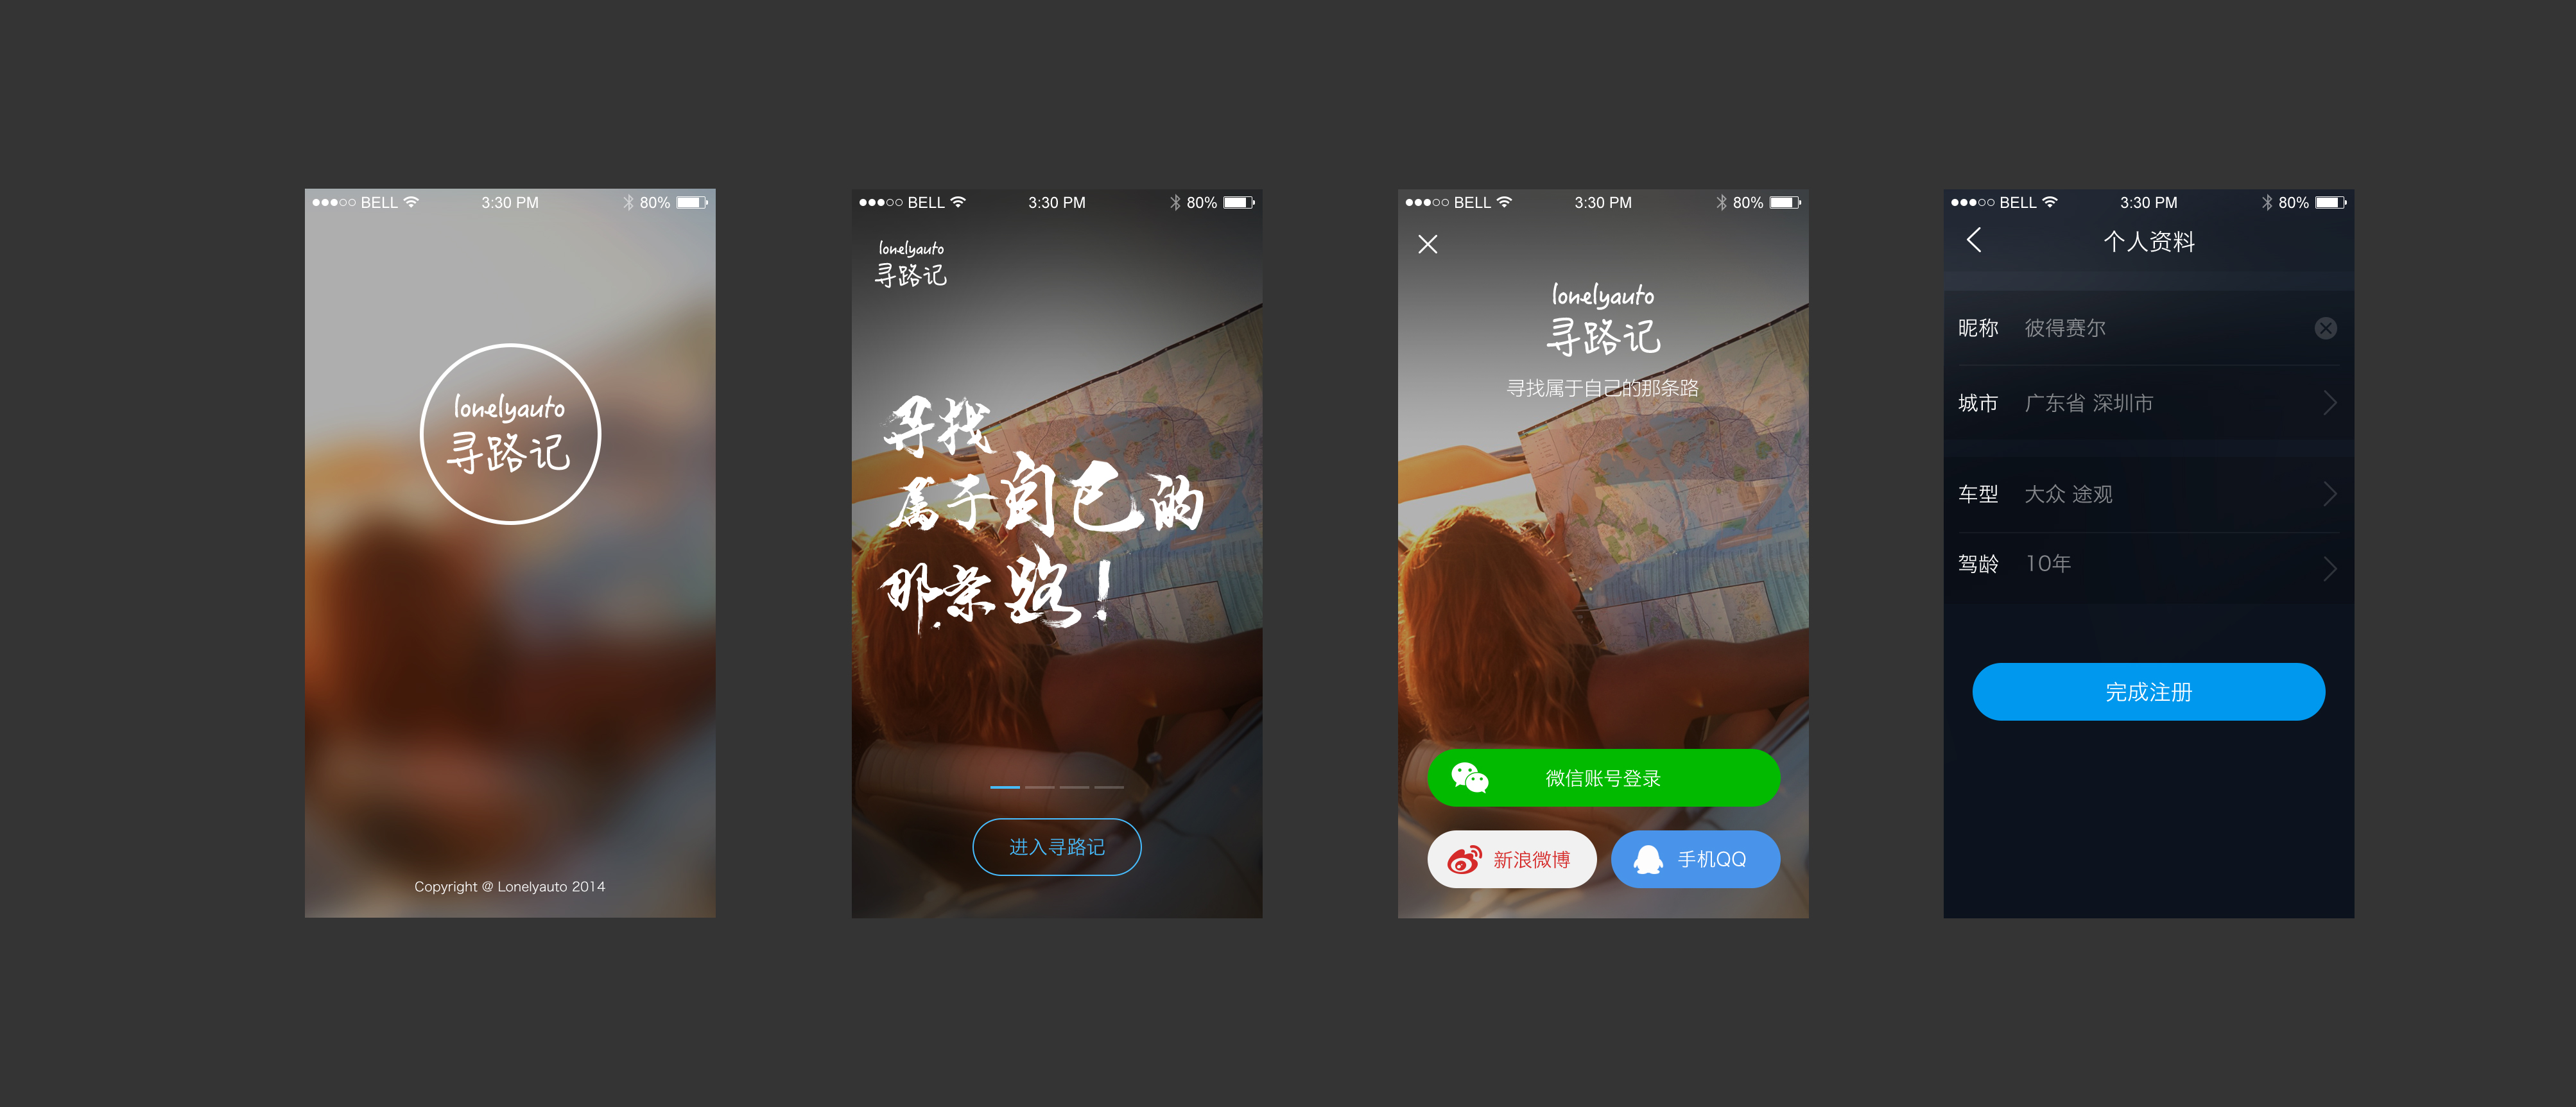 BELL 3:30 PM 80%
lonelyauto
寻路记
Copyright @ Lonelyauto 2014
BELL 3:30 PM 80%
lonelyauto
寻路记
寻找
属于自己的
那条路!
进入寻路记
BELL 3:30 PM 80%
lonelyauto
寻路记
寻找属于自己的那条路
微信账号登录
新浪微博 手机QQ
BELL 3:30 PM 80%
个人资料
昵称 彼得赛尔
城市 广东省 深圳市
车型 大众 途观
驾龄 10年
完成注册